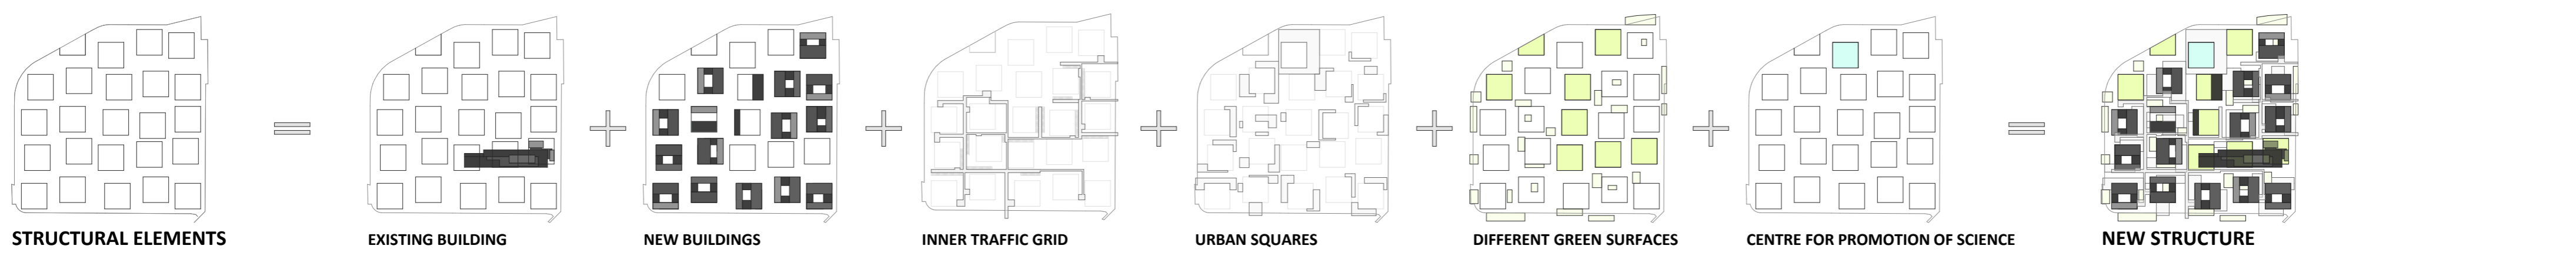 STRUCTURAL ELEMENTS
EXISTING BUILDING
NEW BUILDINGS
INNER TRAFFIC GRID
URBAN SQUARES
DIFFERENT GREEN SURFACES
CENTRE FOR PROMOTION OF SCIENCE
NEW STRUCTURE